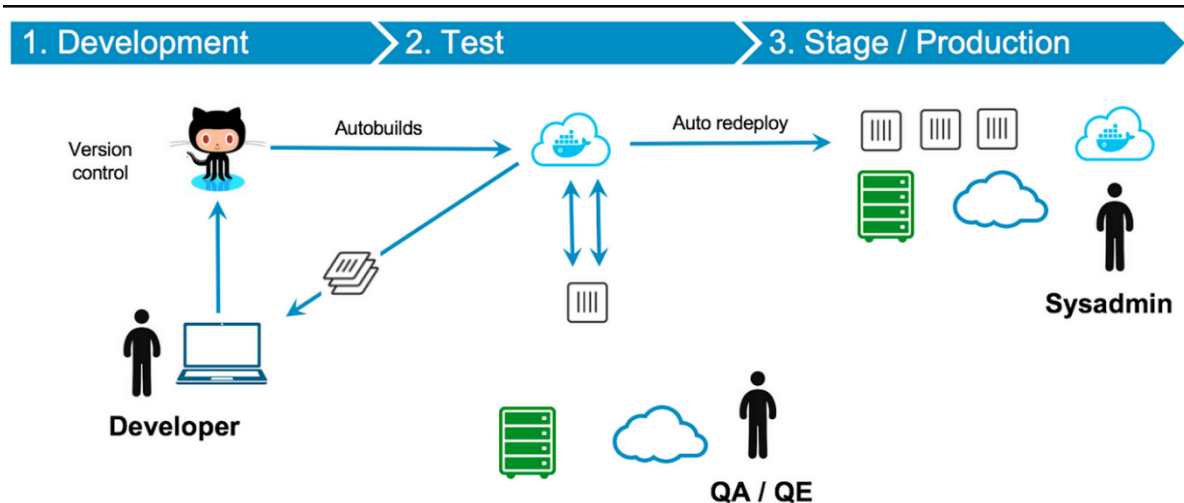 1. Development
2. Test
3. Stage / Production
Version
control
Autobuilds
Auto redeploy
Developer
QA / QE
Sysadmin